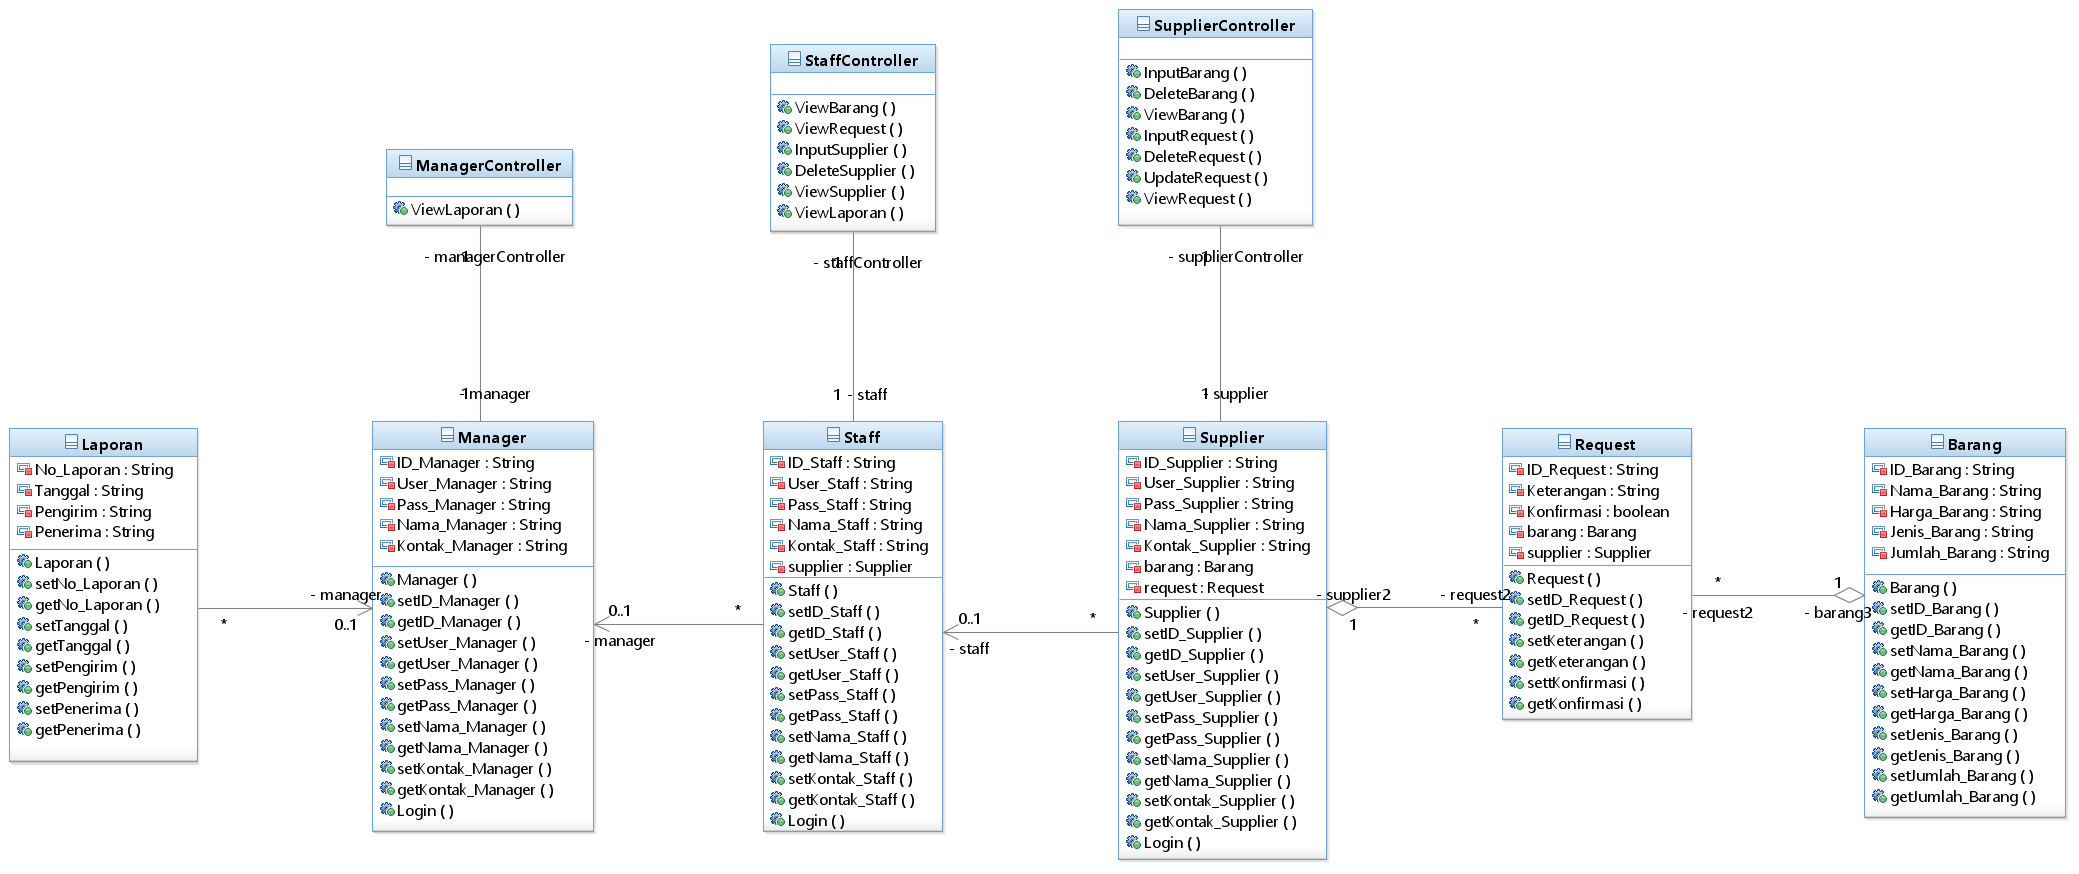 SupplierController
InputBarang ( )
DeleteBarang ( )
ViewBarang ( )
InputRequest ( )
DeleteRequest ( )
UpdateRequest ( )
ViewRequest ( )
StaffController
ViewBarang ( )
ViewRequest ( )
InputSupplier ( )
DeleteSupplier ( )
ViewSupplier ( )
ViewLaporan ( )
ManagerController
ViewLaporan ( )
- managerController
1
- staffController
1
- supplierController
1
- manager
1
1 - staff
- supplier
1
Laporan
No_Laporan : String
Tanggal : String
Pengirim : String
Penerima : String
Laporan ( )
setNo_Laporan ( )
getNo_Laporan ( )
setTanggal ( )
getTanggal ( )
setPengirim ( )
getPengirim ( )
setPenerima ( )
getPenerima ( )
- manager
*
0..1
Manager
ID_Manager : String
User_Manager : String
Pass_Manager : String
Nama_Manager : String
Kontak_Manager : String
Manager ( )
setID_Manager ( )
getID_Manager ( )
setUser_Manager ( )
getUser_Manager ( )
setPass_Manager ( )
getPass_Manager ( )
setNama_Manager ( )
getNama_Manager ( )
setKontak_Manager ( )
getKontak_Manager ( )
Login ( )
0..1
*
- manager
Staff
ID_Staff : String
User_Staff : String
Pass_Staff : String
Nama_Staff : String
Kontak_Staff : String
supplier : Supplier
Staff ( )
setID_Staff ( )
getID_Staff ( )
setUser_Staff ( )
getUser_Staff ( )
setPass_Staff ( )
getPass_Staff ( )
setNama_Staff ( )
getNama_Staff ( )
setKontak_Staff ( )
getKontak_Staff ( )
Login ( )
0..1
*
- staff
Supplier
ID_Supplier : String
User_Supplier : String
Pass_Supplier : String
Nama_Supplier : String
Kontak_Supplier : String
barang : Barang
request : Request
Supplier ( )
setID_Supplier ( )
getID_Supplier ( )
setUser_Supplier ( )
getUser_Supplier ( )
setPass_Supplier ( )
getPass_Supplier ( )
setNama_Supplier ( )
getNama_Supplier ( )
setKontak_Supplier ( )
getKontak_Supplier ( )
Login ( )
- supplier2
- request2
1
*
Request
ID_Request : String
Keterangan : String
Konfirmasi : boolean
barang : Barang
supplier : Supplier
Request ( )
setID_Request ( )
getID_Request ( )
setKeterangan ( )
getKeterangan ( )
settKonfirmasi ( )
getKonfirmasi ( )
*
1
- request2
- barang3
Barang
ID_Barang : String
Nama_Barang : String
Harga_Barang : String
Jenis_Barang : String
Jumlah_Barang : String
Barang ( )
setID_Barang ( )
getID_Barang ( )
setNama_Barang ( )
getNama_Barang ( )
setHarga_Barang ( )
getHarga_Barang ( )
setJenis_Barang ( )
getJenis_Barang ( )
setJumlah_Barang ( )
getJumlah_Barang ( )